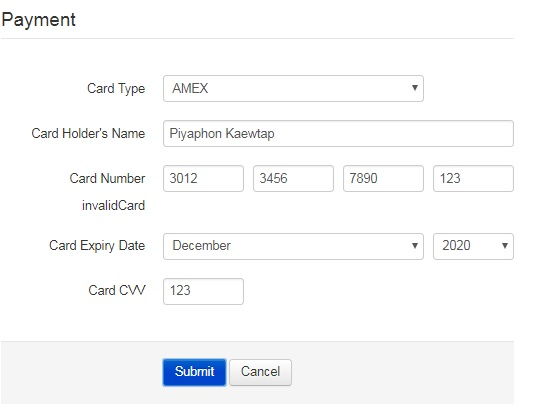 Payment
Card Type AMEX
Card Holder's Name Piyaphon Kaewtap
Card Number 3012 3456 7890 123
invalidCard
Card Expiry Date December 2020
Card CVV 123
Submit Cancel